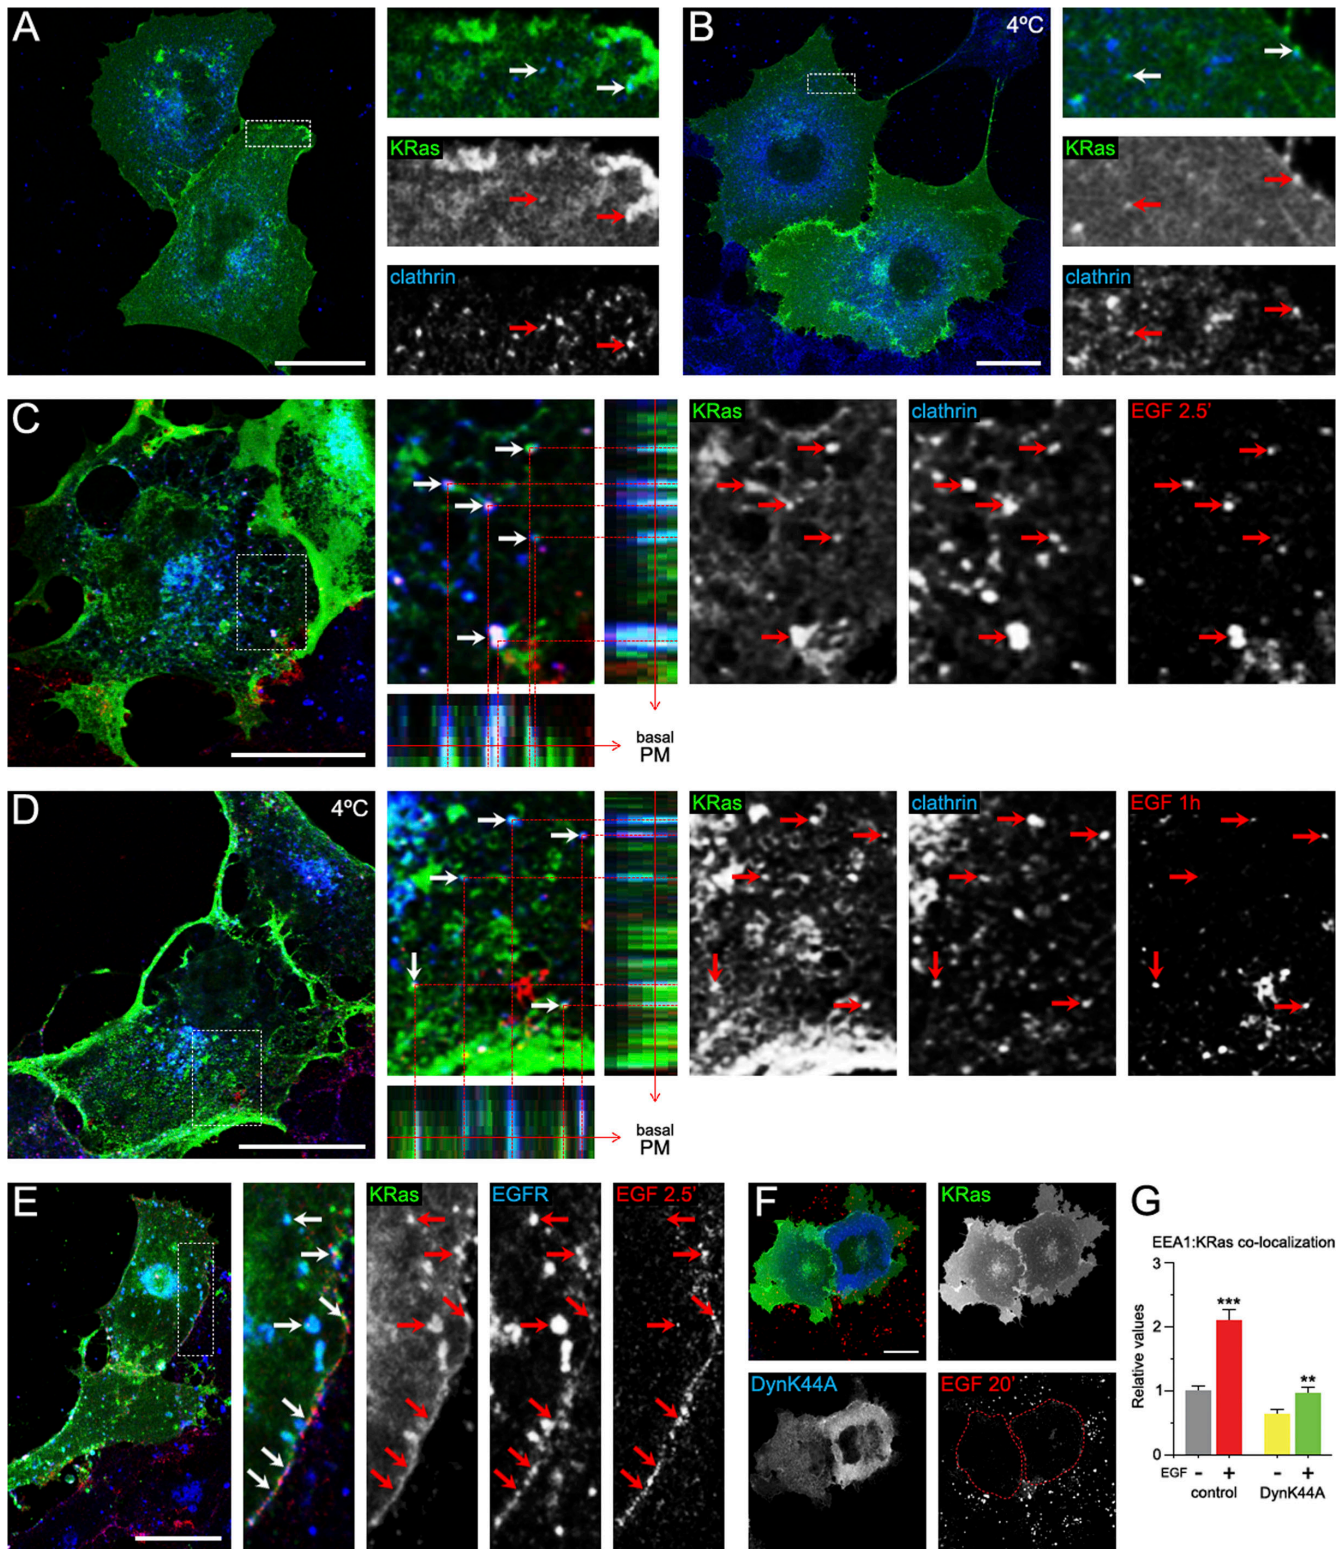 A
KRas
clathrin
B
4ºC
KRas
clathrin
C
KRas
clathrin
EGF 2.5'
basal
PM
D
4ºC
KRas
clathrin
EGF 1h
basal
PM
E
KRas
EGFR
EGF 2.5'
F
KRas
DynK44A
EGF 20'
G
EEA1:KRas co-localization
Relative values
3
2
1
0
***
**
EGF - + - +
control DynK44A